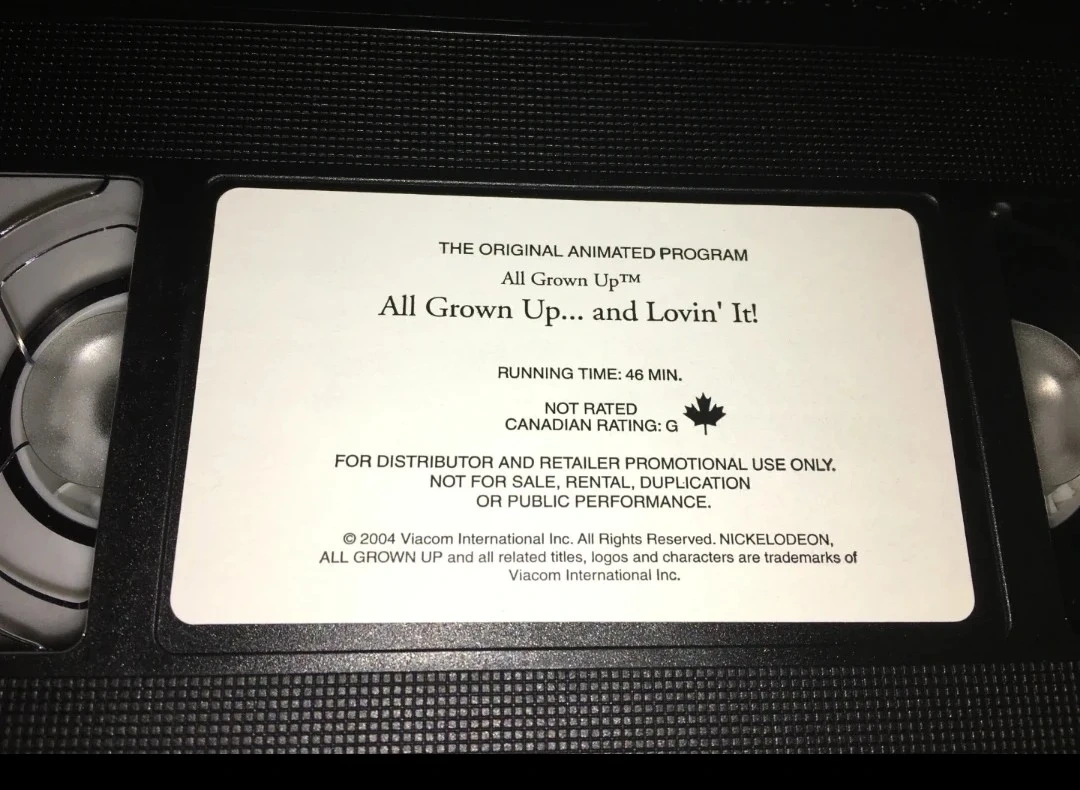 THE ORIGINAL ANIMATED PROGRAM
All Grown Up™
All Grown Up... and Lovin' It!
RUNNING TIME: 46 MIN.
NOT RATED
CANADIAN RATING: G
FOR DISTRIBUTOR AND RETAILER PROMOTIONAL USE ONLY.
NOT FOR SALE, RENTAL, DUPLICATION
OR PUBLIC PERFORMANCE.
© 2004 Viacom International Inc. All Rights Reserved. NICKELODEON,
ALL GROWN UP and all related titles, logos and characters are trademarks of
Viacom International Inc.